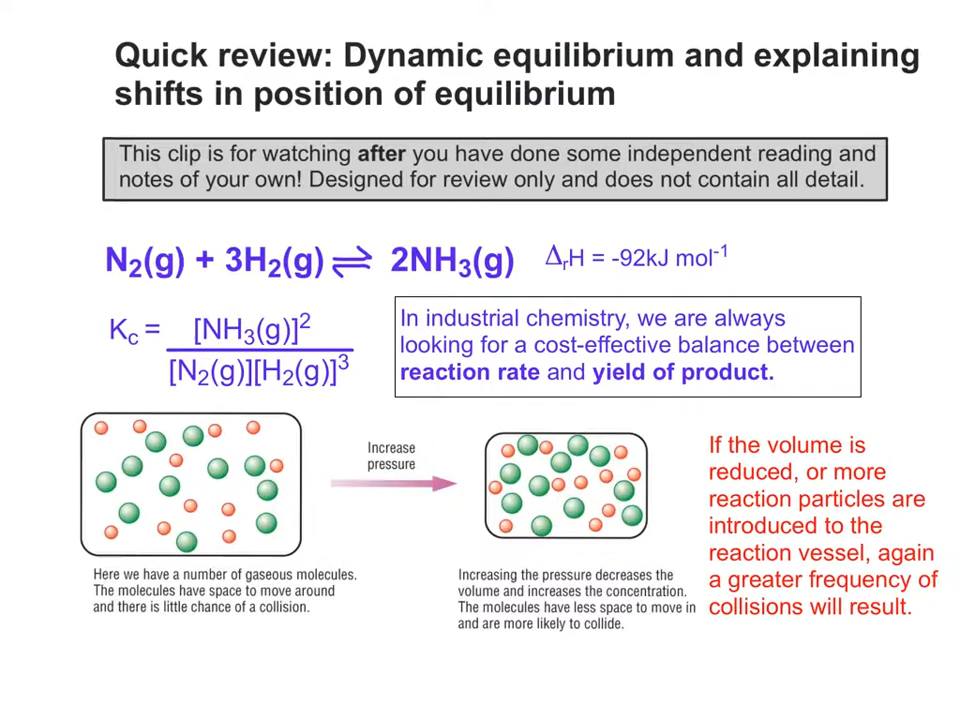 Quick review: Dynamic equilibrium and explaining
shifts in position of equilibrium
This clip is for watching after you have done some independent reading and
notes of your own! Designed for review only and does not contain all detail.
N₂(g) + 3H₂(g) ⇌ 2NH₃(g) ΔᵣH = -92kJ mol⁻¹
K꜀ = [NH₃(g)]²
[N₂(g)][H₂(g)]³
In industrial chemistry, we are always
looking for a cost-effective balance between
reaction rate and yield of product.
Increase
pressure
Here we have a number of gaseous molecules.
The molecules have space to move around
and there is little chance of a collision.
Increasing the pressure decreases the
volume and increases the concentration.
The molecules have less space to move in
and are more likely to collide.
If the volume is
reduced, or more
reaction particles are
introduced to the
reaction vessel, again
a greater frequency of
collisions will result.